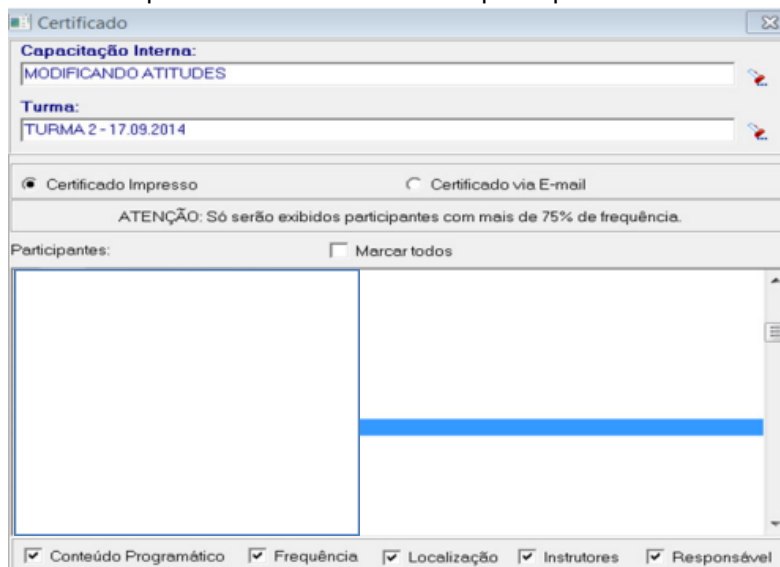 Certificado
Capacitação Interna:
MODIFICANDO ATITUDES
Turma:
TURMA 2 - 17.09.2014
Certificado Impresso Certificado via E-mail
ATENÇÃO: Só serão exibidos participantes com mais de 75% de frequência.
Participantes: Marcar todos
Conteúdo Programático Frequência Localização Instrutores Responsável